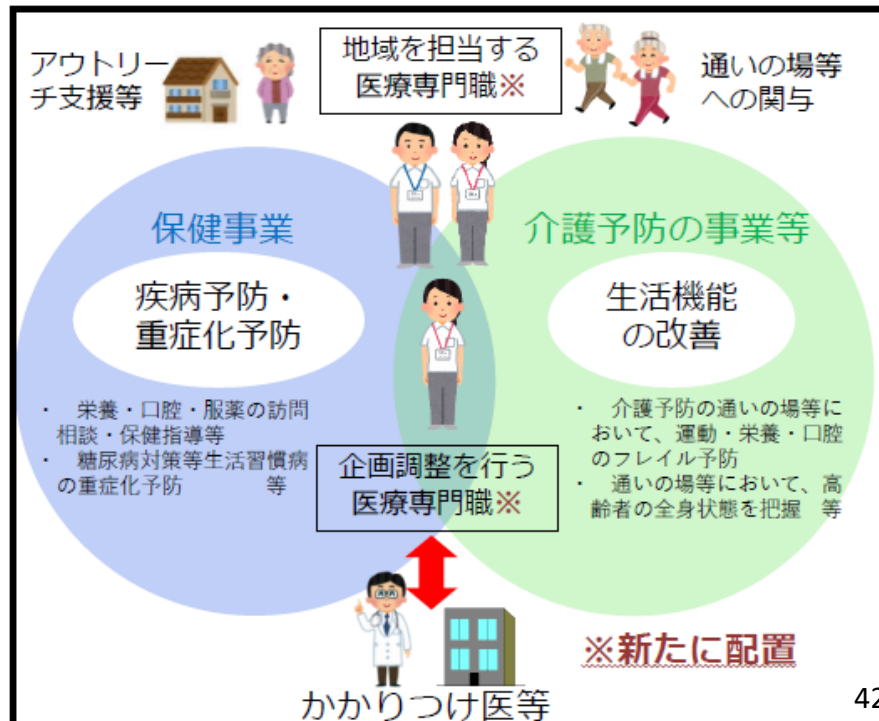 アウトリー
チ支援等
地域を担当する
医療専門職※
通いの場等
への関与
保健事業
疾病予防・
重症化予防
・ 栄養・口腔・服薬の訪問
相談・保健指導等
・ 糖尿病対策等生活習慣病
の重症化予防 等
介護予防の事業等
生活機能
の改善
・ 介護予防の通いの場等に
おいて、運動・栄養・口腔
のフレイル予防
・ 通いの場等において、高
齢者の全身状態を把握 等
企画調整を行う
医療専門職※
かかりつけ医等
※新たに配置
42